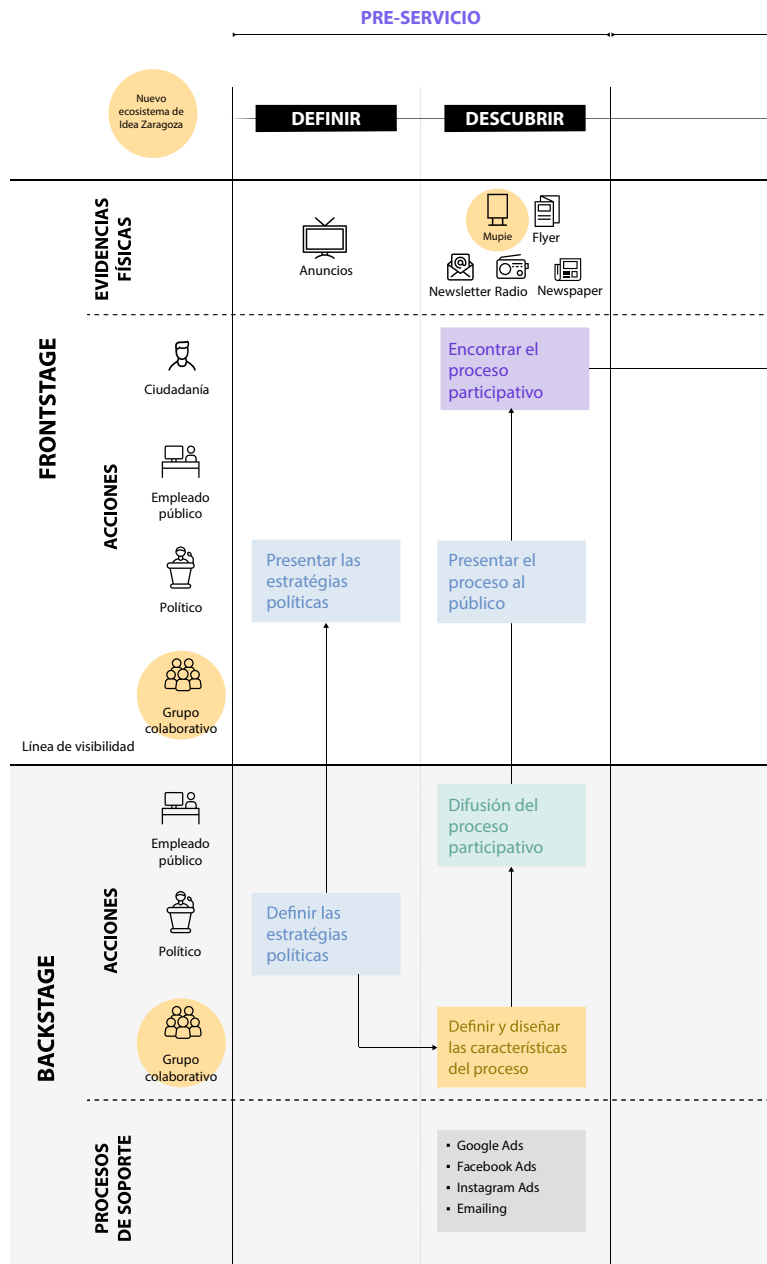 PRE-SERVICIO
Nuevo
ecosistema de
Idea Zaragoza
DEFINIR
DESCUBRIR
FRONTSTAGE
EVIDENCIAS
FÍSICAS
Anuncios
Mupie
Flyer
Newsletter
Radio
Newspaper
ACCIONES
Ciudadanía
Encontrar el
proceso
participativo
Empleado
público
Político
Presentar las
estratégias
políticas
Presentar el
proceso al
público
Grupo
colaborativo
Línea de visibilidad
BACKSTAGE
ACCIONES
Empleado
público
Difusión del
proceso
participativo
Político
Definir las
estratégias
políticas
Grupo
colaborativo
Definir y diseñar
las características
del proceso
PROCESOS
DE SOPORTE
▪ Google Ads
▪ Facebook Ads
▪ Instagram Ads
▪ Emailing